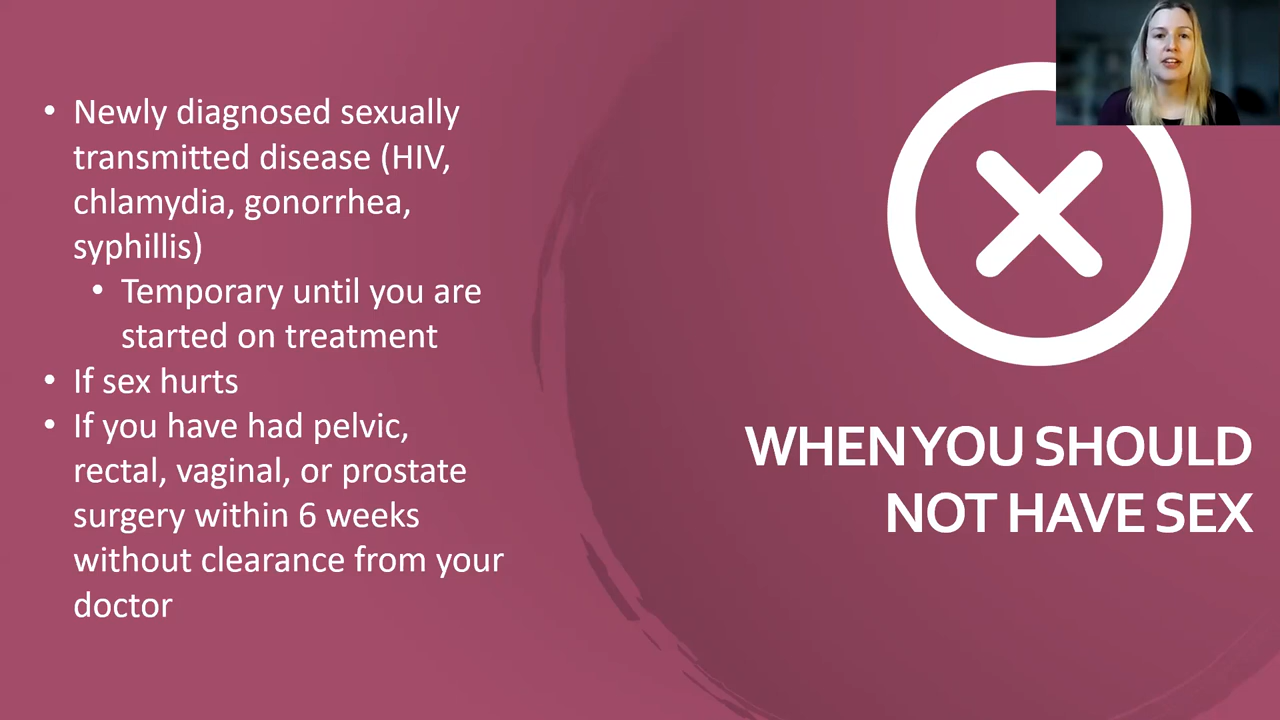 Newly diagnosed sexually
transmitted disease (HIV,
chlamydia, gonorrhea,
syphillis)
Temporary until you are
started on treatment
If sex hurts
If you have had pelvic,
rectal, vaginal, or prostate
surgery within 6 weeks
without clearance from your
doctor
WHEN YOU SHOULD
NOT HAVE SEX